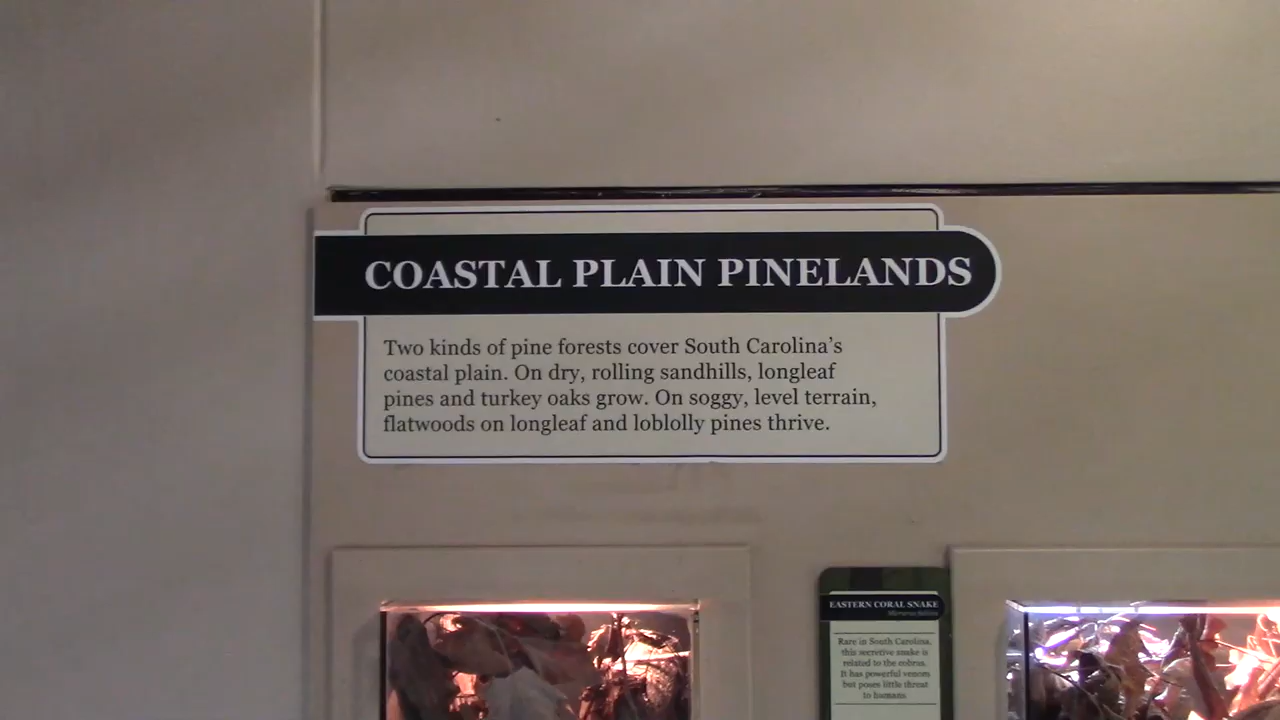 COASTAL PLAIN PINELANDS
Two kinds of pine forests cover South Carolina's
coastal plain. On dry, rolling sandhills, longleaf
pines and turkey oaks grow. On soggy, level terrain,
flatwoods on longleaf and loblolly pines thrive.
EASTERN CORAL SNAKE
Rare in South Carolina,
this secretive snake is
related to the cobras.
It has powerful venom
but poses little threat
to humans.